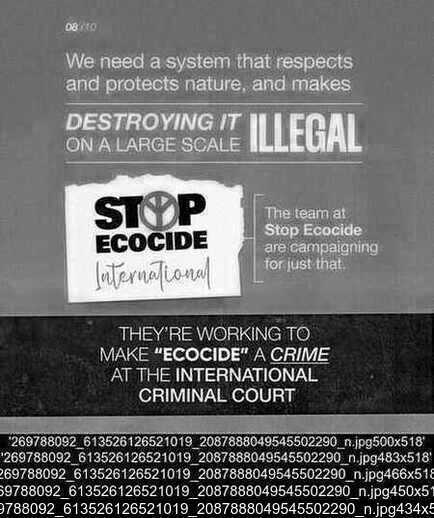 08/10
We need a system that respects
and protects nature, and makes
DESTROYING IT
ON A LARGE SCALE ILLEGAL
STOP
ECOCIDE
International
The team at
Stop Ecocide
are campaigning
for just that.
THEY'RE WORKING TO
MAKE “ECOCIDE” A CRIME
AT THE INTERNATIONAL
CRIMINAL COURT
'269788092_613526126521019_2087888049545502290_n.jpg500x518'
'269788092_613526126521019_2087888049545502290_n.jpg483x518'
269788092_613526126521019_2087888049545502290_n.jpg466x518
269788092_613526126521019_2087888049545502290_n.jpg450x51
269788092_613526126521019_2087888049545502290_n.jpg434x5